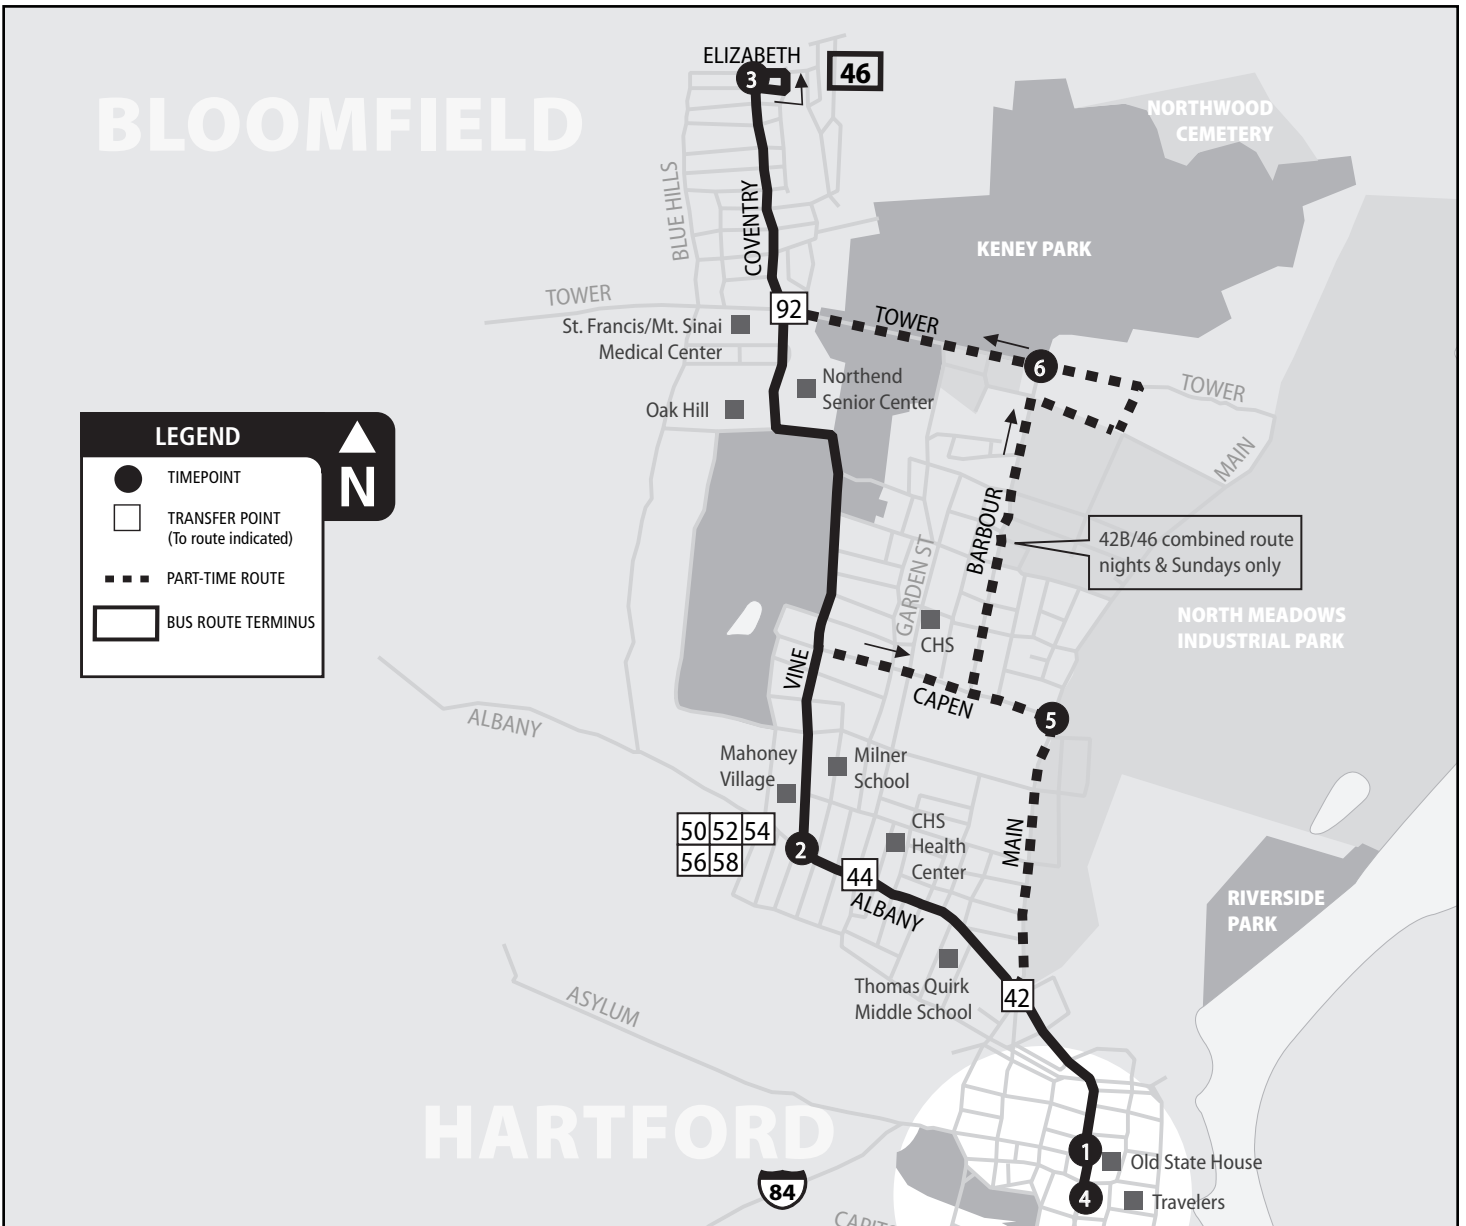 ELIZABETH
3
46
BLOOMFIELD
NORTHWOOD
CEMETERY
BLUE HILLS
COVENTRY
KENEY PARK
TOWER
92
TOWER
St. Francis/Mt. Sinai
Medical Center
6
Northend
Senior Center
TOWER
Oak Hill
MAIN
LEGEND
N
TIMEPOINT
TRANSFER POINT
(To route indicated)
PART-TIME ROUTE
BUS ROUTE TERMINUS
BARBOUR
42B/46 combined route
nights & Sundays only
GARDEN ST
NORTH MEADOWS
INDUSTRIAL PARK
CHS
VINE
CAPEN
5
ALBANY
Mahoney
Village
Milner
School
50 52 54
56 58
2
CHS
Health
Center
MAIN
44
ALBANY
RIVERSIDE
PARK
Thomas Quirk
Middle School
42
ASYLUM
HARTFORD
1
Old State House
84
4
Travelers